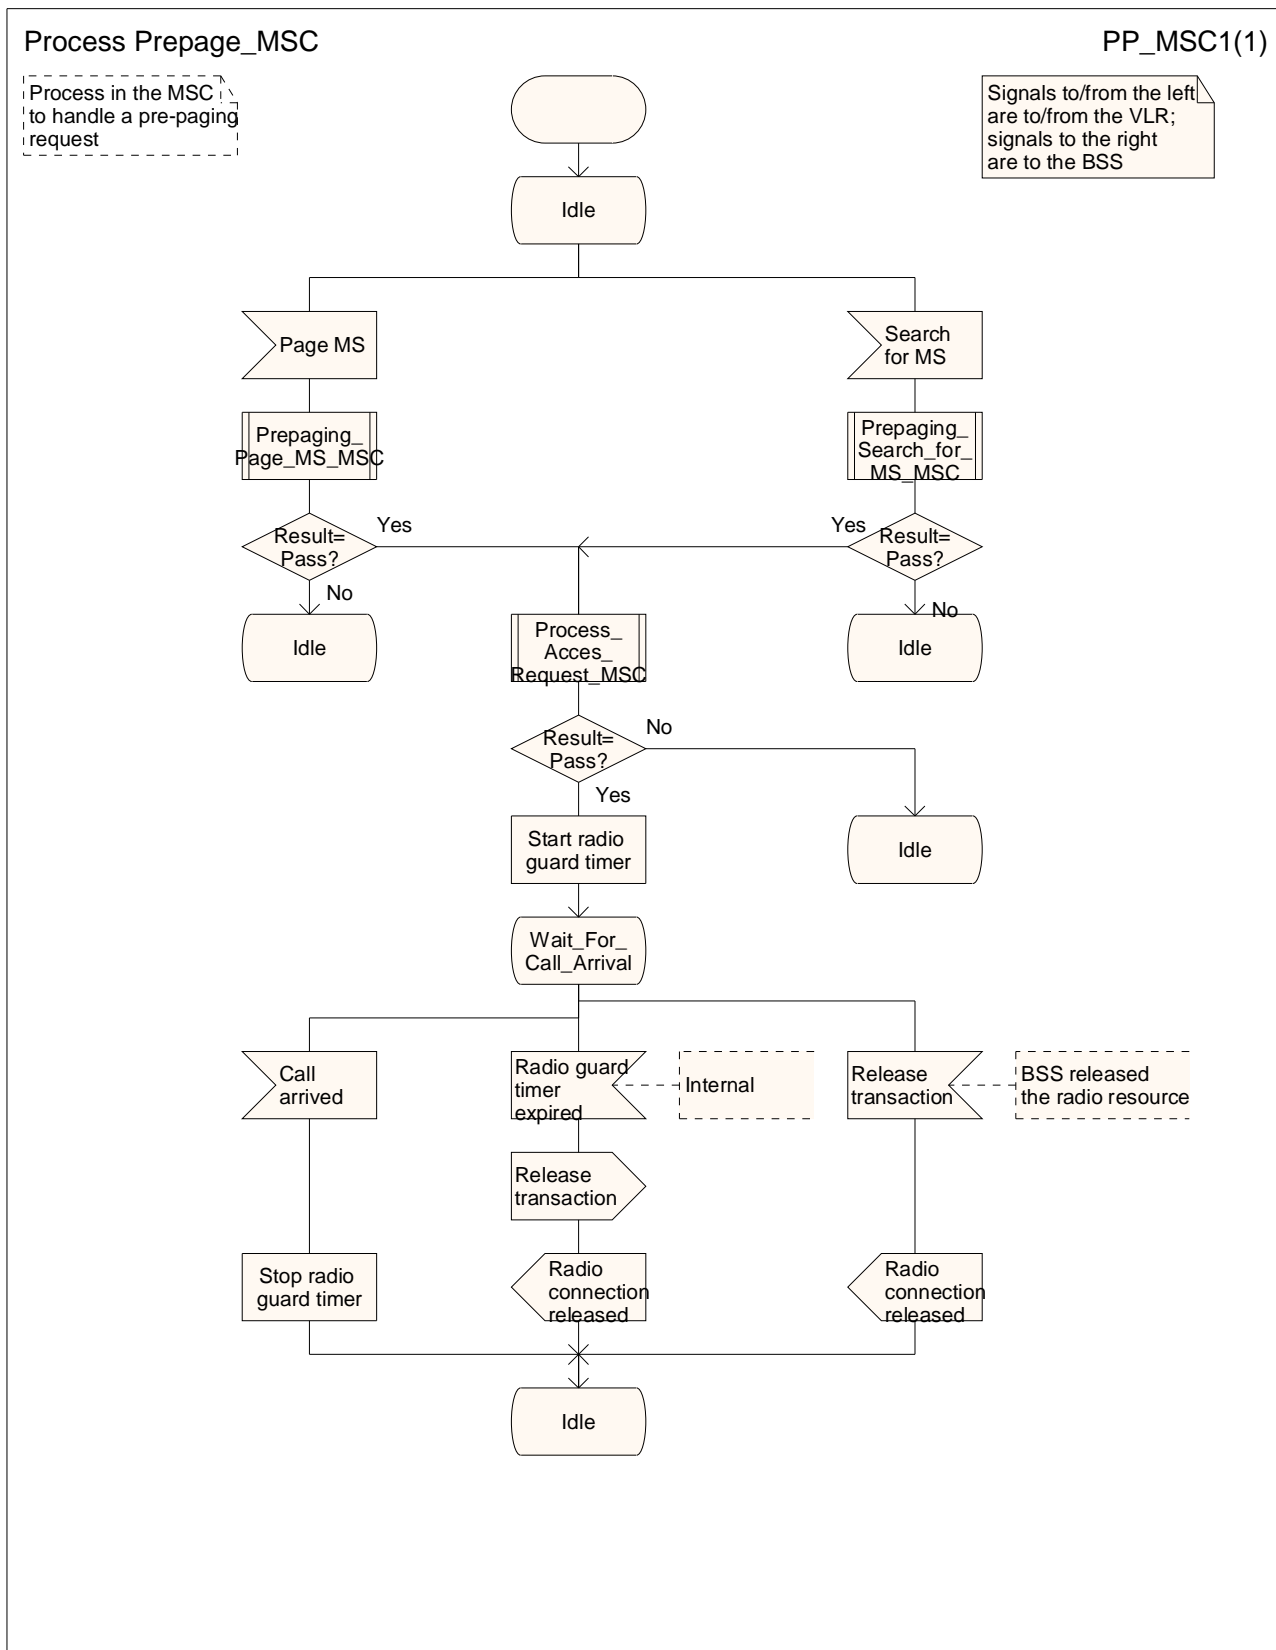 Process Prepage_MSC
PP_MSC1(1)
Process in the MSC
to handle a pre-paging
request
Signals to/from the left
are to/from the VLR;
signals to the right
are to the BSS
Idle
Page MS
Search
for MS
Prepaging_
Page_MS_MSC
Prepaging_
Search_for_
MS_MSC
Result=
Pass?
Yes
No
Yes
Result=
Pass?
No
Idle
Process_
Acces_
Request_MSC
Idle
Result=
Pass?
No
Yes
Start radio
guard timer
Idle
Wait_For_
Call_Arrival
Call
arrived
Radio guard
timer
expired
Internal
Release
transaction
BSS released
the radio resource
Release
transaction
Stop radio
guard timer
Radio
connection
released
Radio
connection
released
Idle